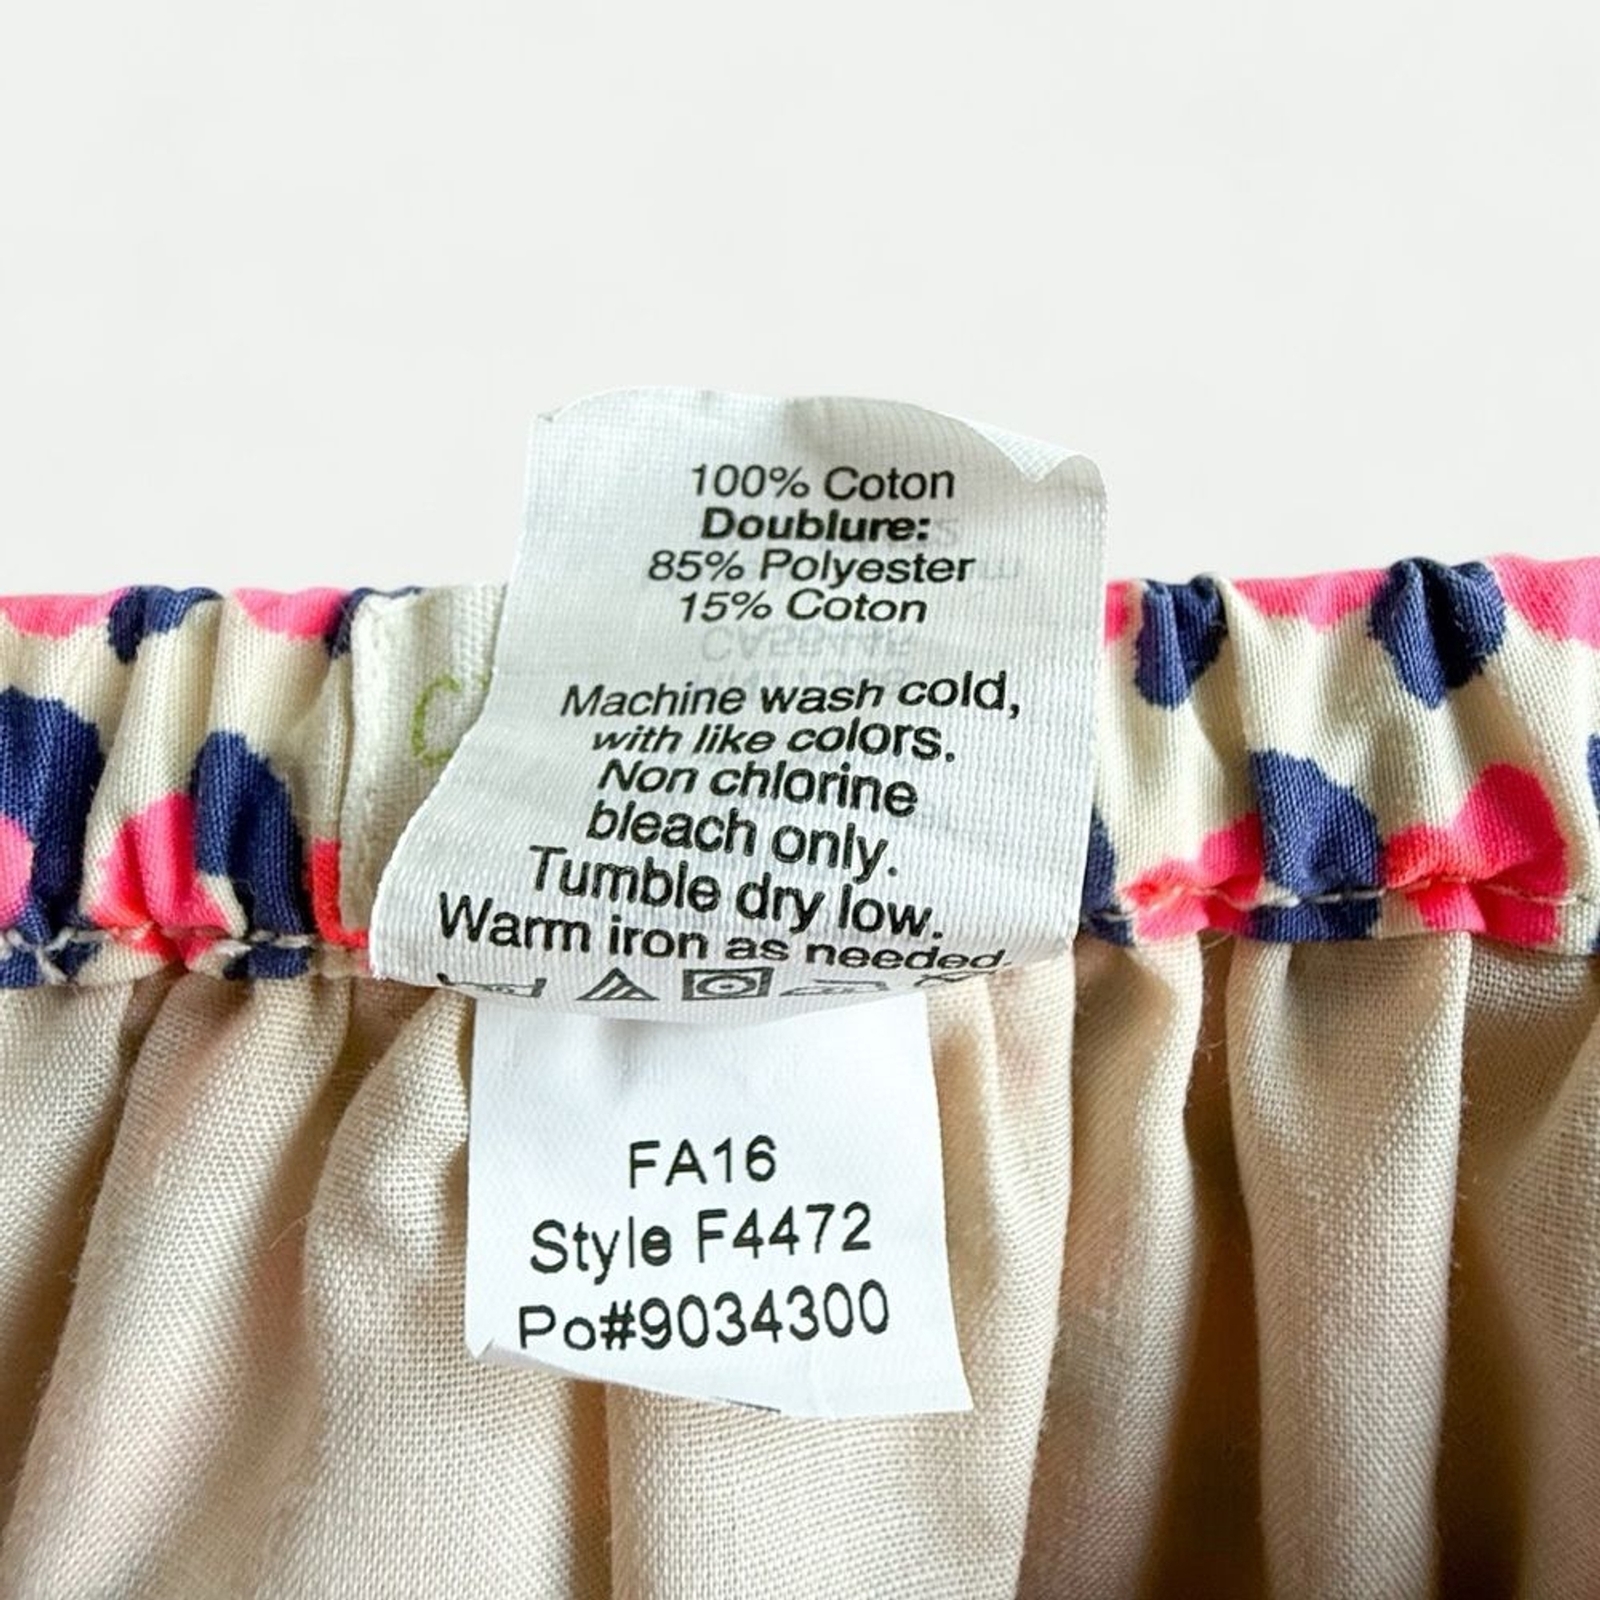 100% Coton
Doublure:
85% Polyester
15% Coton
Machine wash cold,
with like colors.
Non chlorine
bleach only.
Tumble dry low.
Warm iron as needed.
FA16
Style F4472
Po#9034300